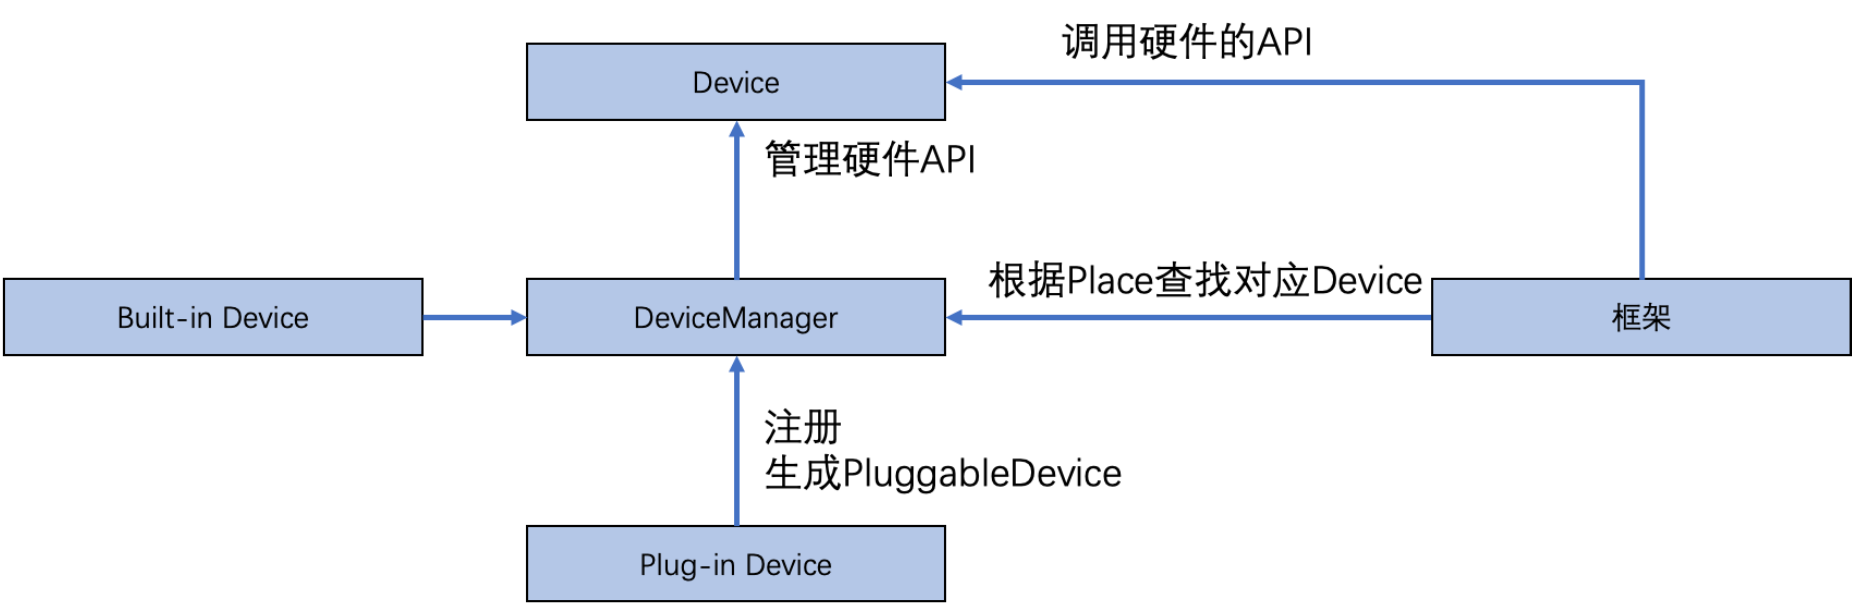 调用硬件的API
Device
管理硬件API
根据Place查找对应Device
Built-in Device
DeviceManager
框架
注册
生成PluggableDevice
Plug-in Device